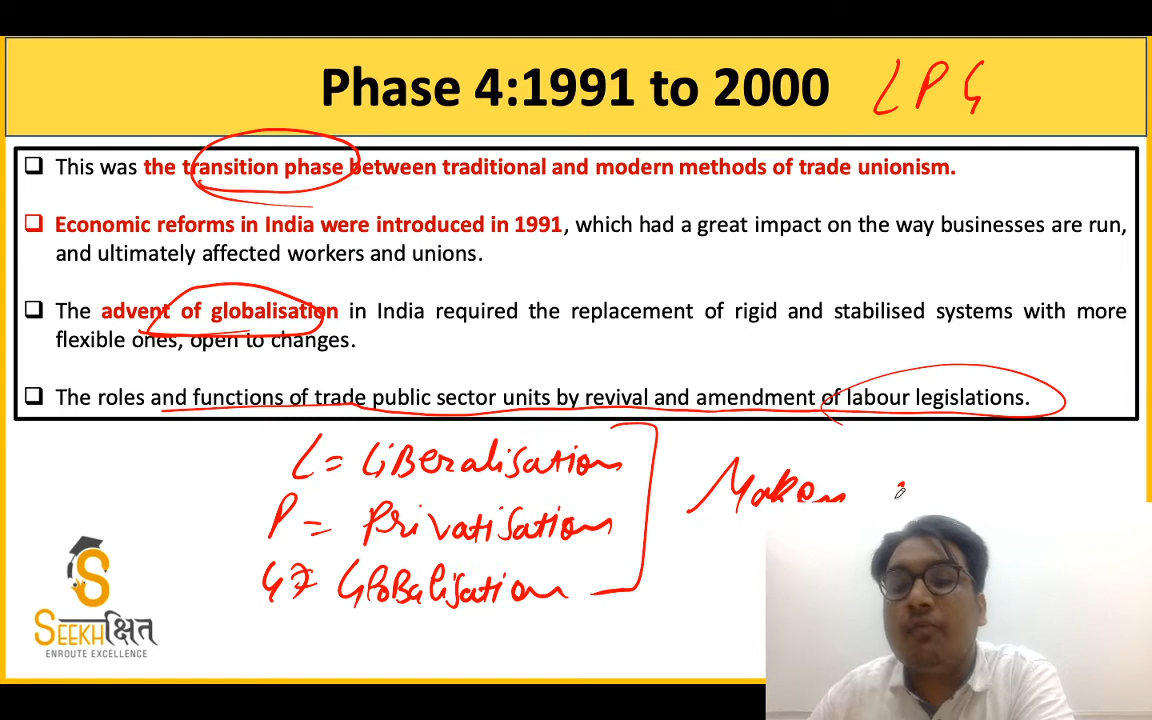 Phase 4:1991 to 2000 LPG
❑ This was the transition phase between traditional and modern methods of trade unionism.
❑ Economic reforms in India were introduced in 1991, which had a great impact on the way businesses are run,
and ultimately affected workers and unions.
❑ The advent of globalisation in India required the replacement of rigid and stabilised systems with more
flexible ones, open to changes.
❑ The roles and functions of trade public sector units by revival and amendment of labour legislations.
L = Liberalisation
P = Privatisation
G = Globalisation
SEEKHक्षित
ENROUTE EXCELLENCE